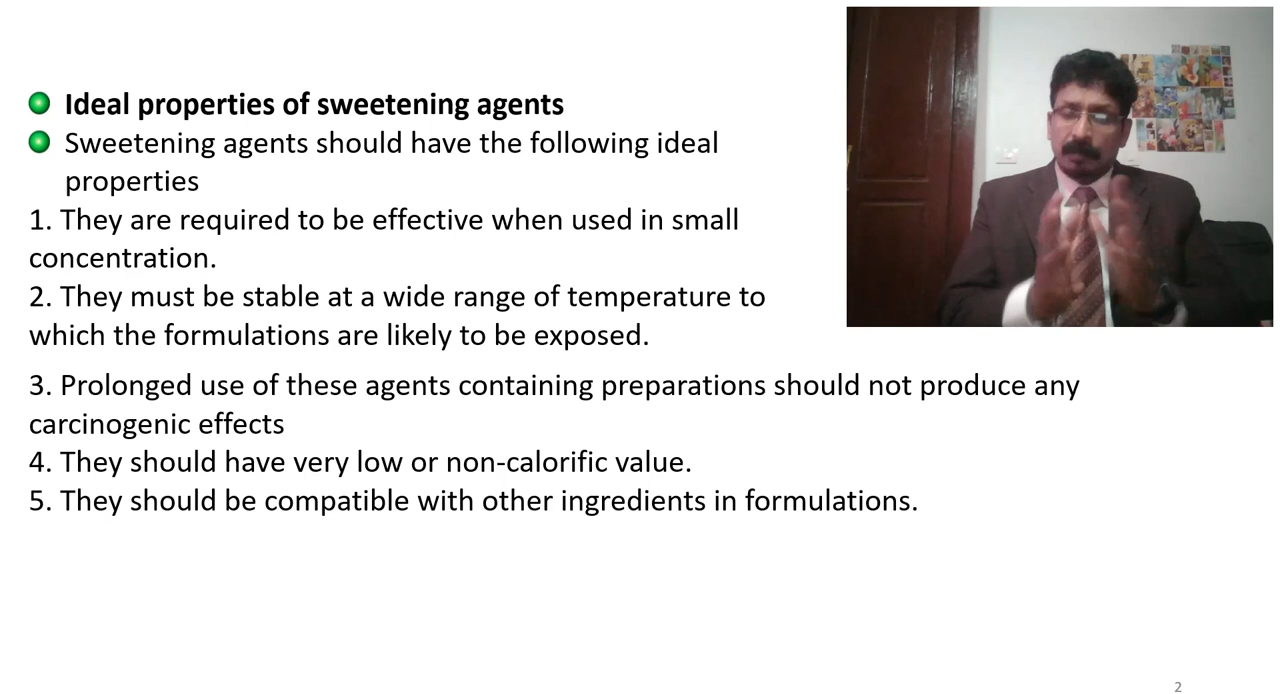 Ideal properties of sweetening agents
Sweetening agents should have the following ideal
properties
1. They are required to be effective when used in small
concentration.
2. They must be stable at a wide range of temperature to
which the formulations are likely to be exposed.
3. Prolonged use of these agents containing preparations should not produce any
carcinogenic effects
4. They should have very low or non-calorific value.
5. They should be compatible with other ingredients in formulations.
2